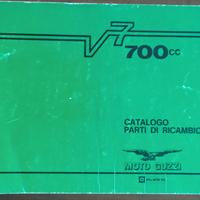 V7
700cc
CATALOGO
PARTI DI RICAMBIO
MOTO GUZZI